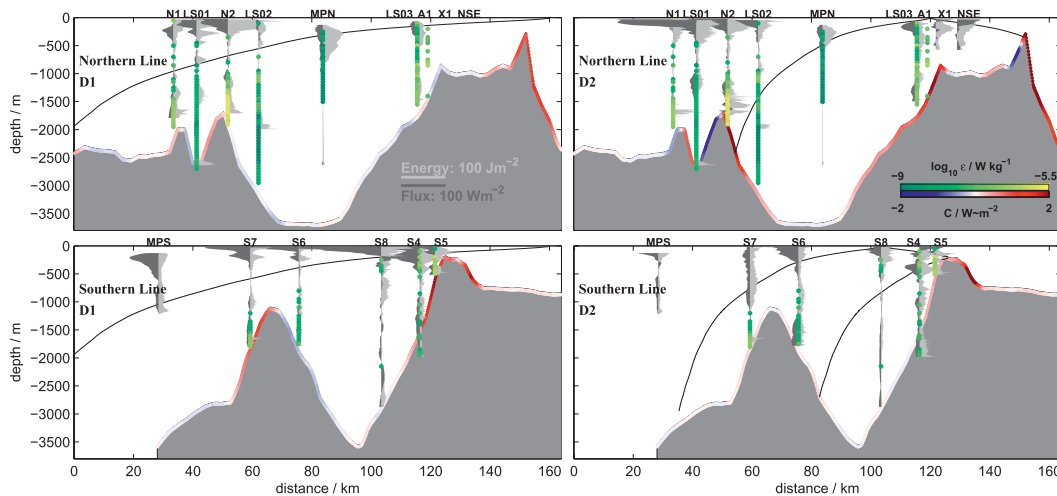 N1 LS01 N2 LS02 MPN LS03 A1 X1 NSE
N1 LS01 N2 LS02 MPN LS03 A1 X1 NSE
0
−500
−1000
−1500
−2000
−2500
−3000
−3500
depth / m
Northern Line
D1
Energy: 100 Jm−2
Flux: 100 Wm−2
Northern Line
D2
log10 ε / W kg−1
−9 −5.5
−2 2
C / W~m−2
MPS S7 S6 S8 S4 S5
MPS S7 S6 S8 S4 S5
0
−500
−1000
−1500
−2000
−2500
−3000
−3500
depth / m
Southern Line
D1
Southern Line
D2
0 20 40 60 80 100 120 140 160
0 20 40 60 80 100 120 140 160
distance / km
distance / km